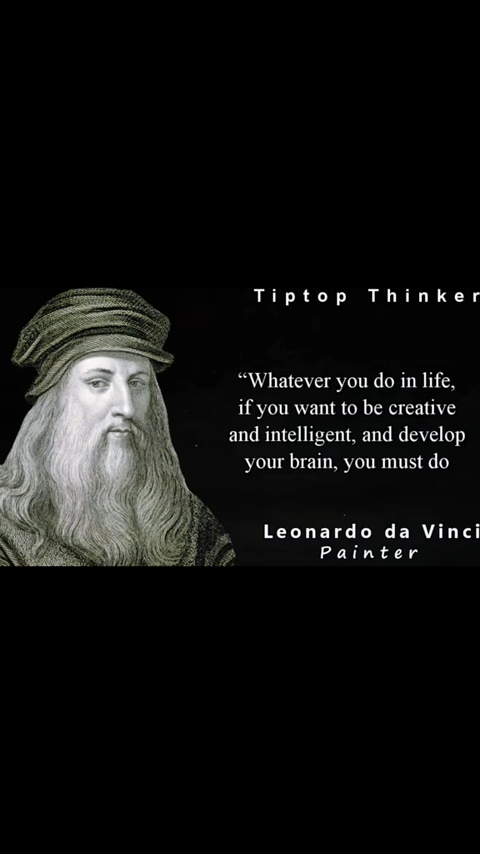 Tiptop Thinker
“Whatever you do in life,
if you want to be creative
and intelligent, and develop
your brain, you must do
Leonardo da Vinci
Painter